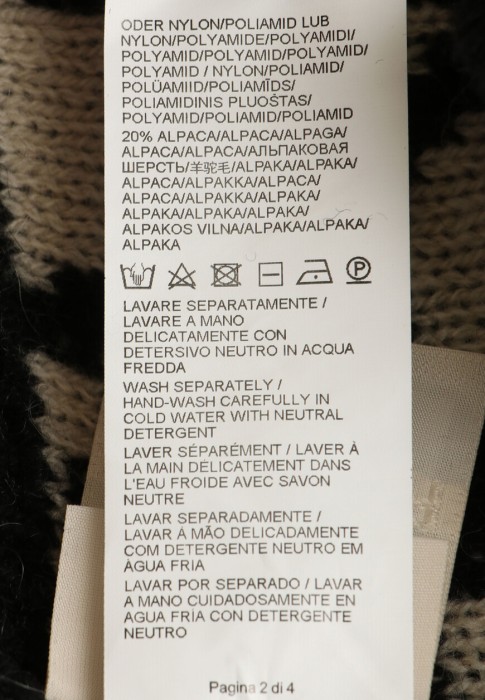 ODER NYLON/POLIAMID LUB
NYLON/POLYAMIDE/POLYAMIDI/
POLYAMID/POLYAMID/POLYAMID/
POLYAMID / NYLON/POLIAMID/
POLÜAMIID/POLIAMĪDS/
POLIAMIDINIS PLUOŠTAS/
POLYAMID/POLIAMID/POLIAMID
20% ALPACA/ALPACA/ALPAGA/
ALPACA/ALPACA/АЛЬПАКОВАЯ
ШЕРСТЬ/羊驼毛/ALPAKA/ALPAKA/
ALPACA/ALPAKKA/ALPACA/
ALPACA/ALPAKKA/ALPAKA/
ALPAKA/ALPAKA/ALPAKA/
ALPAKOS VILNA/ALPAKA/ALPAKA/
ALPAKA
P
LAVARE SEPARATAMENTE /
LAVARE A MANO
DELICATAMENTE CON
DETERSIVO NEUTRO IN ACQUA
FREDDA
WASH SEPARATELY /
HAND-WASH CAREFULLY IN
COLD WATER WITH NEUTRAL
DETERGENT
LAVER SÉPARÉMENT / LAVER À
LA MAIN DÉLICATEMENT DANS
L'EAU FROIDE AVEC SAVON
NEUTRE
LAVAR SEPARADAMENTE /
LAVAR À MÃO DELICADAMENTE
COM DETERGENTE NEUTRO EM
ÀGUA FRIA
LAVAR POR SEPARADO / LAVAR
A MANO CUIDADOSAMENTE EN
AGUA FRIA CON DETERGENTE
NEUTRO
Pagina 2 di 4